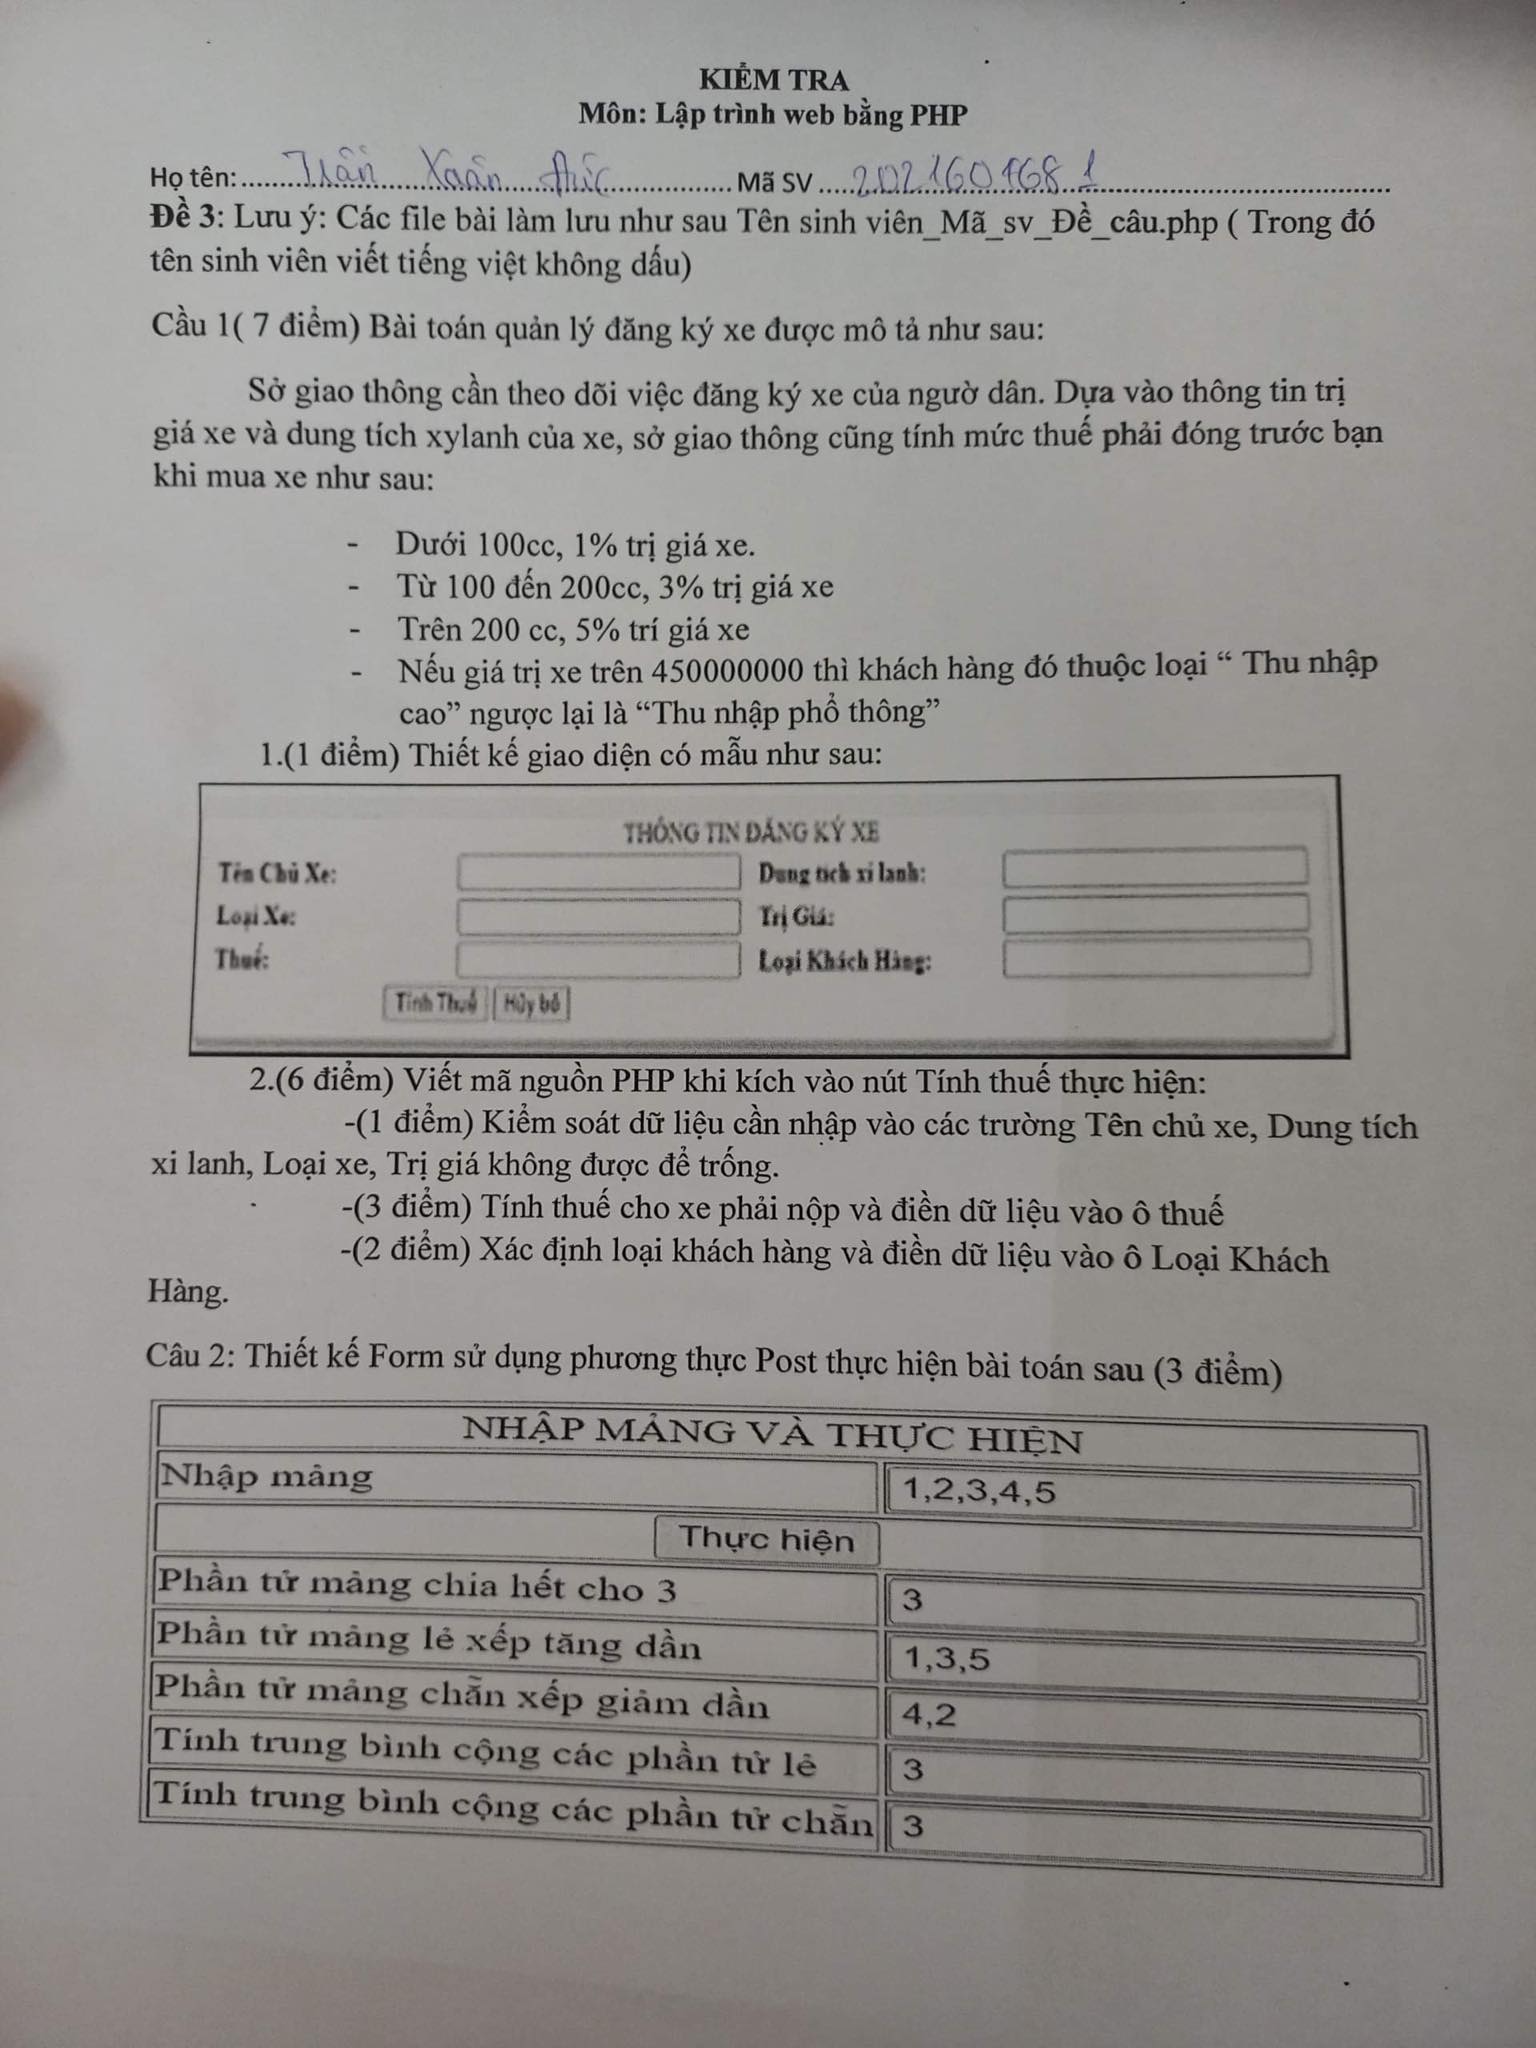 KIỂM TRA
Môn: Lập trình web bằng PHP
Họ tên: Trần Xuân Mã SV 2021601681
Đề 3: Lưu ý: Các file bài làm lưu như sau Tên sinh viên_Mã_sv_Đề_câu.php ( Trong đó
tên sinh viên viết tiếng việt không dấu)
Cầu 1( 7 điểm) Bài toán quản lý đăng ký xe được mô tả như sau:
Sở giao thông cần theo dõi việc đăng ký xe của ngườ dân. Dựa vào thông tin trị
giá xe và dung tích xylanh của xe, sở giao thông cũng tính mức thuế phải đóng trước bạn
khi mua xe như sau:
- Dưới 100cc, 1% trị giá xe.
- Từ 100 đến 200cc, 3% trị giá xe
- Trên 200 cc, 5% trí giá xe
- Nếu giá trị xe trên 450000000 thì khách hàng đó thuộc loại “ Thu nhập
cao” ngược lại là “Thu nhập phổ thông”
1.(1 điểm) Thiết kế giao diện có mẫu như sau:
THÔNG TIN ĐĂNG KÝ XE
Tên Chủ Xe: Dung tích xi lanh:
Loại Xe: Trị Giá:
Thuế: Loại Khách Hàng:
Tính Thuế Hủy bỏ
2.(6 điểm) Viết mã nguồn PHP khi kích vào nút Tính thuế thực hiện:
-(1 điểm) Kiểm soát dữ liệu cần nhập vào các trường Tên chủ xe, Dung tích
xi lanh, Loại xe, Trị giá không được để trống.
-(3 điểm) Tính thuế cho xe phải nộp và điền dữ liệu vào ô thuế
-(2 điểm) Xác định loại khách hàng và điền dữ liệu vào ô Loại Khách
Hàng.
Câu 2: Thiết kế Form sử dụng phương thực Post thực hiện bài toán sau (3 điểm)
NHẬP MẢNG VÀ THỰC HIỆN
Nhập mảng 1,2,3,4,5
Thực hiện
Phần tử mảng chia hết cho 3 3
Phần tử mảng lẻ xếp tăng dần 1,3,5
Phần tử mảng chẵn xếp giảm dần 4,2
Tính trung bình cộng các phần tử lẻ 3
Tính trung bình cộng các phần tử chẵn 3